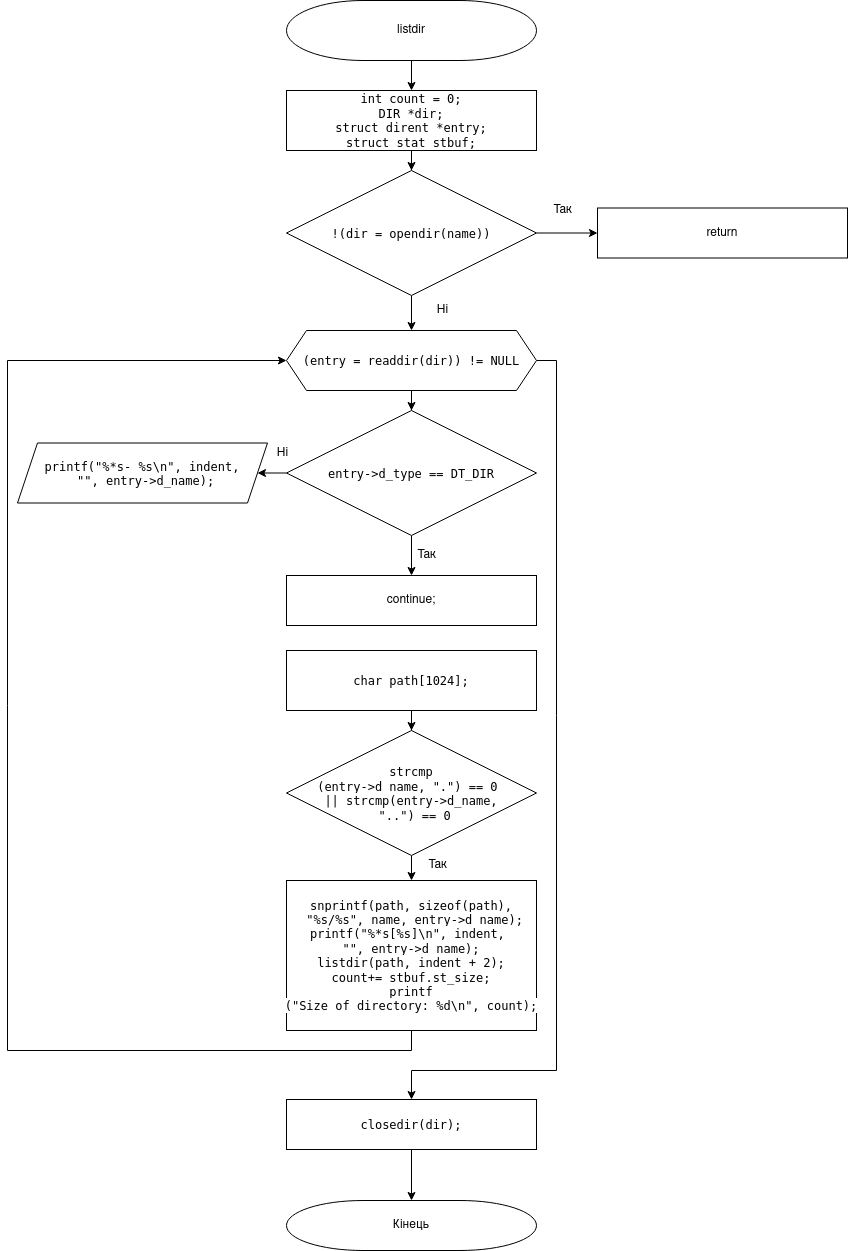 listdir
int count = 0;
DIR *dir;
struct dirent *entry;
struct stat stbuf;
!(dir = opendir(name))
Так
return
Ні
(entry = readdir(dir)) != NULL
Ні
printf("%*s- %s\n", indent,
"", entry->d_name);
entry->d_type == DT_DIR
Так
continue;
char path[1024];
strcmp
(entry->d name, ".") == 0
|| strcmp(entry->d_name,
"..") == 0
Так
snprintf(path, sizeof(path),
"%s/%s", name, entry->d name);
printf("%*s[%s]\n", indent,
"", entry->d name);
listdir(path, indent + 2);
count+= stbuf.st_size;
printf
("Size of directory: %d\n", count);
closedir(dir);
Кінець